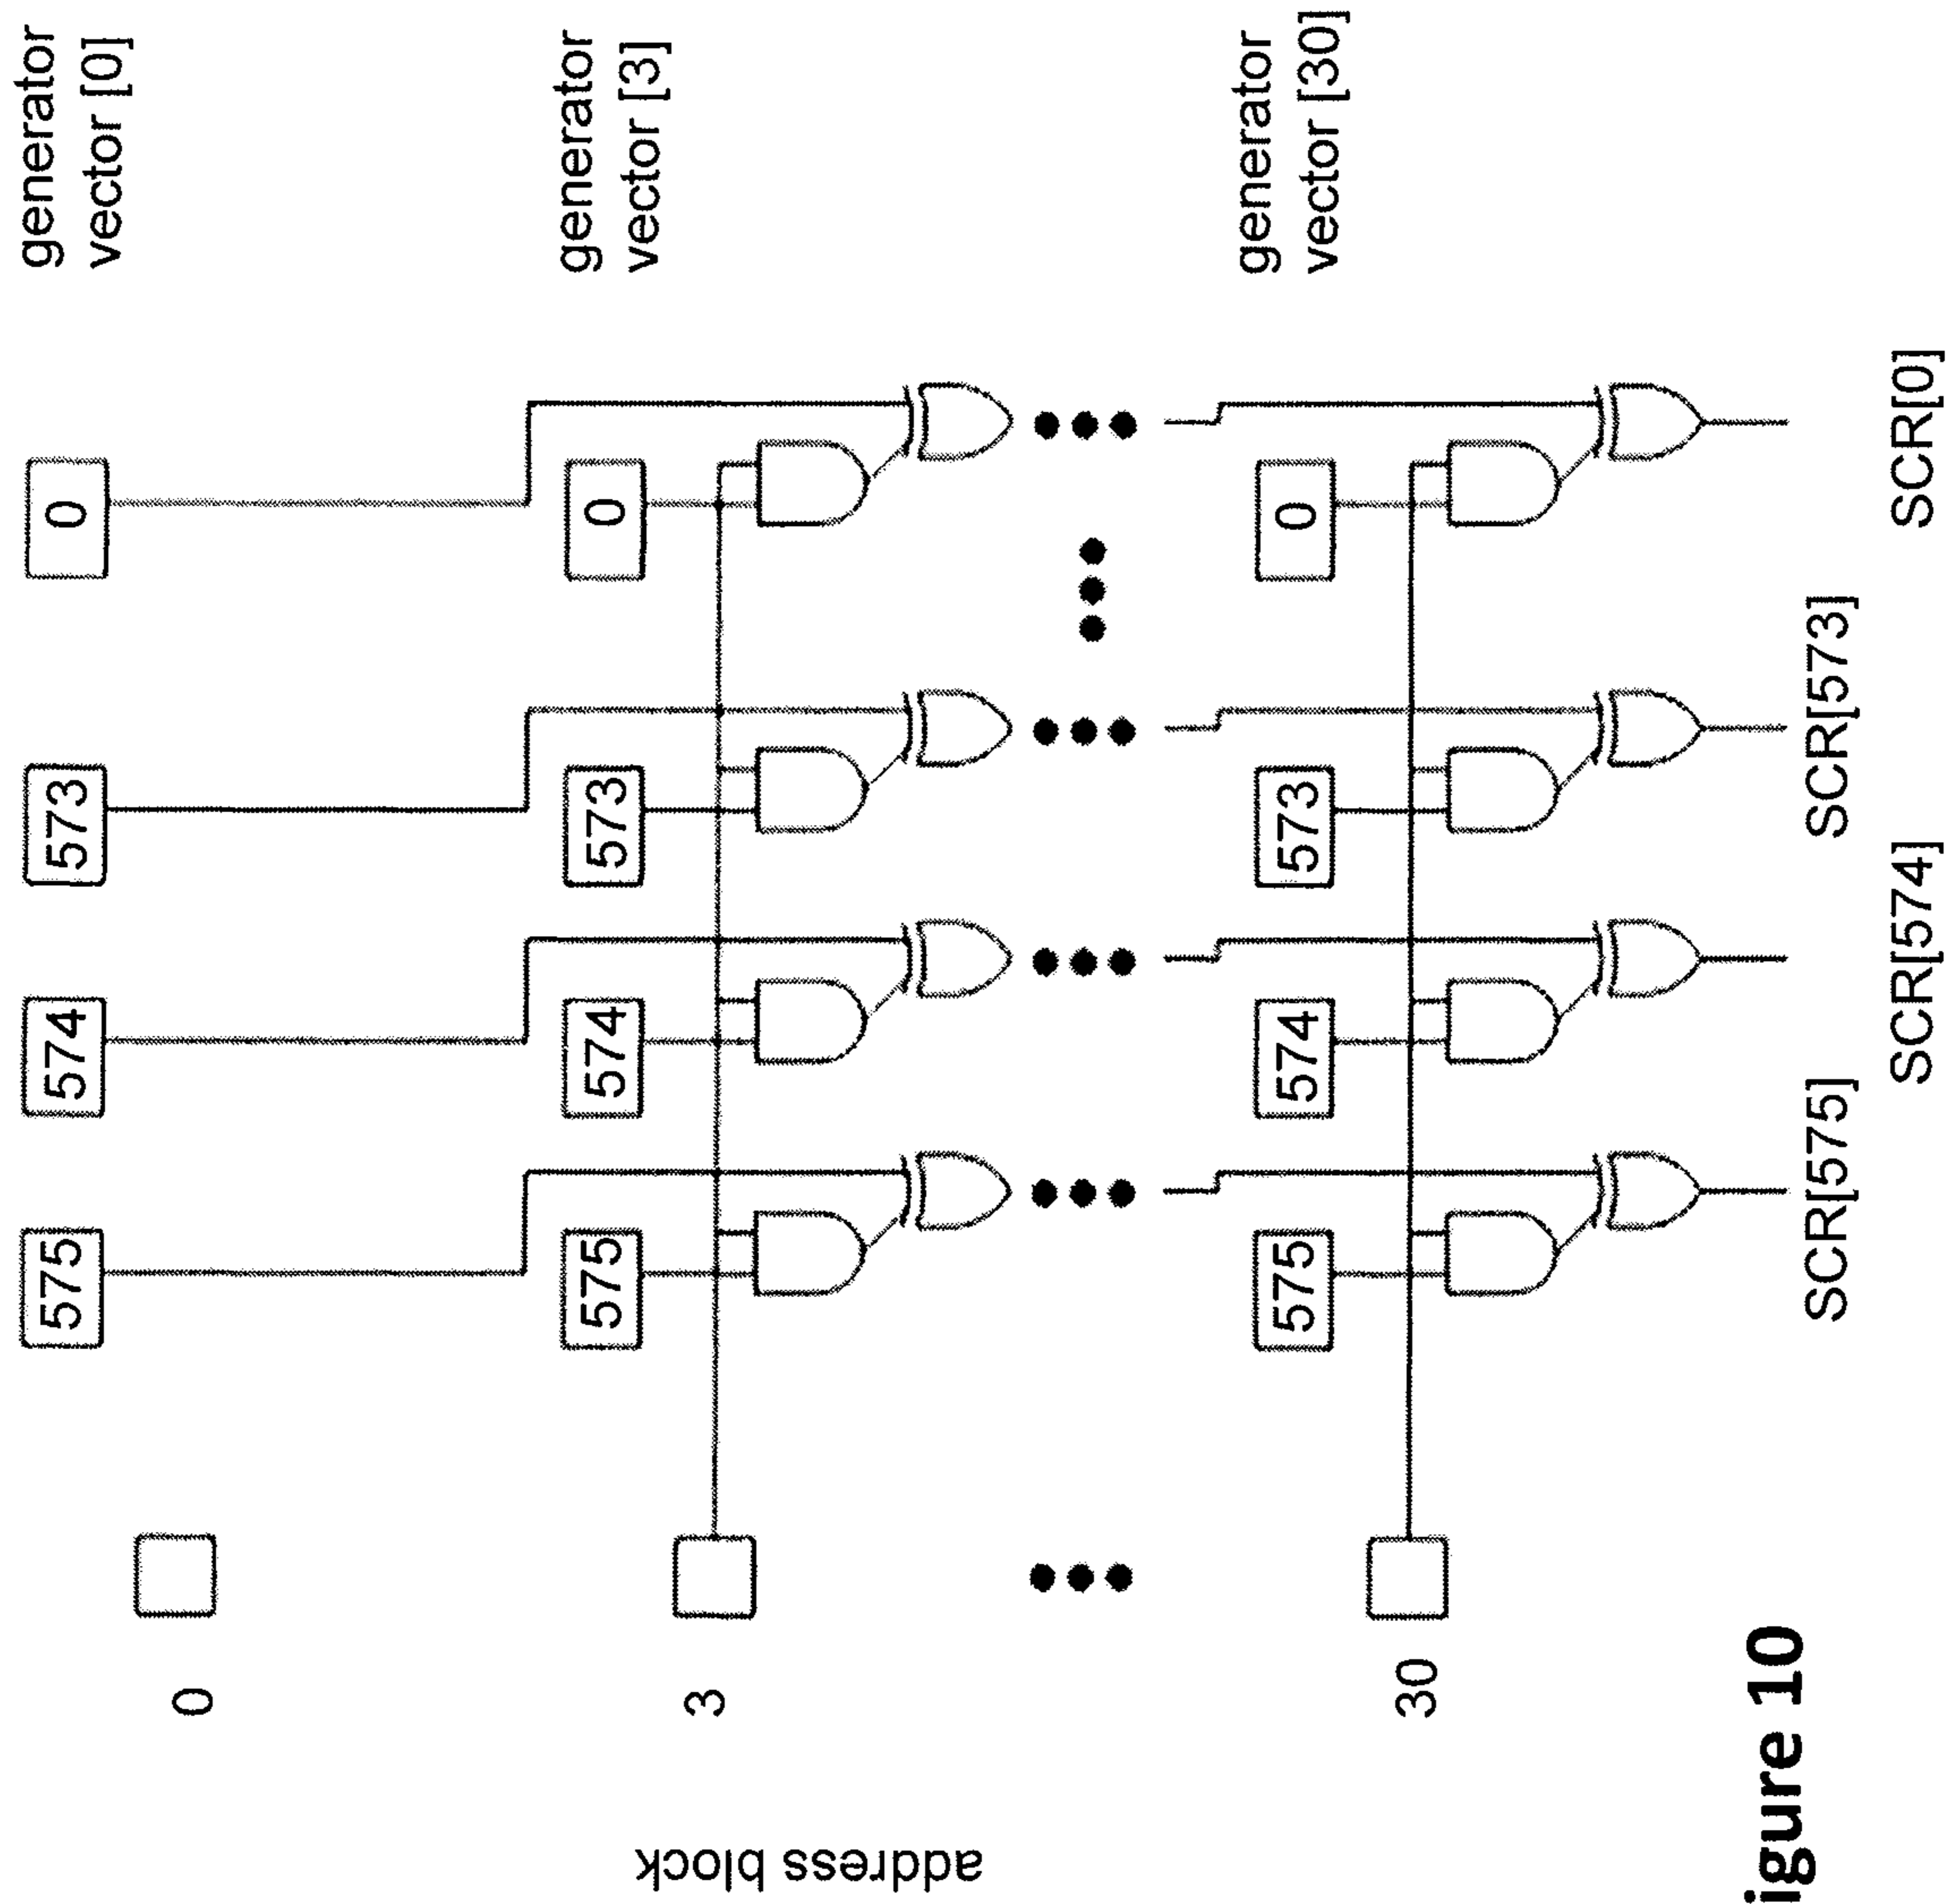 generator
vector [0]
575
574
573
0
0
generator
vector [3]
575
574
573
0
3
generator
vector [30]
575
574
573
0
30
address block
SCR[575]
SCR[574]
SCR[573]
SCR[0]
igure 10